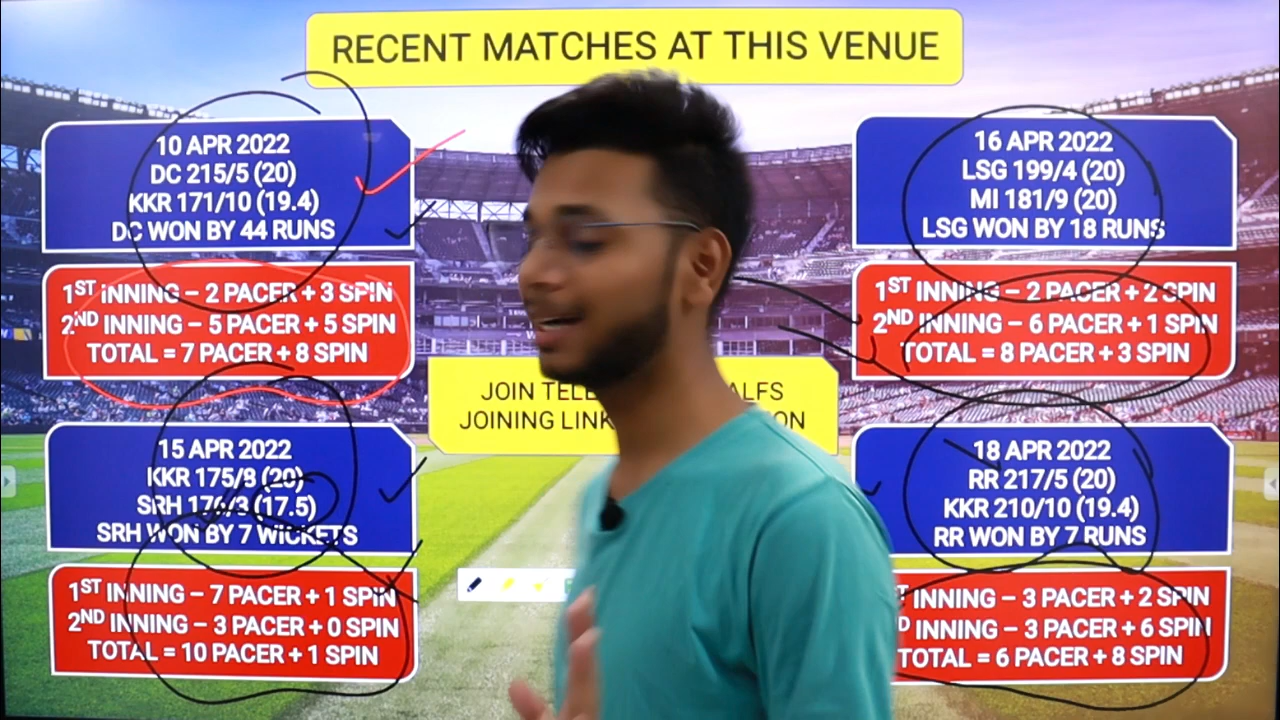 RECENT MATCHES AT THIS VENUE
10 APR 2022
DC 215/5 (20)
KKR 171/10 (19.4)
DC WON BY 44 RUNS
1ST INNING – 2 PACER + 3 SPIN
2ND INNING – 5 PACER + 5 SPIN
TOTAL = 7 PACER + 8 SPIN
15 APR 2022
KKR 175/8 (20)
SRH 176/3 (17.5)
SRH WON BY 7 WICKETS
1ST INNING – 7 PACER + 1 SPIN
2ND INNING – 3 PACER + 0 SPIN
TOTAL = 10 PACER + 1 SPIN
JOIN
JOINING LINK
16 APR 2022
LSG 199/4 (20)
MI 181/9 (20)
LSG WON BY 18 RUNS
1ST INNING – 2 PACER + 2 SPIN
2ND INNING – 6 PACER + 1 SPIN
TOTAL = 8 PACER + 3 SPIN
18 APR 2022
RR 217/5 (20)
KKR 210/10 (19.4)
RR WON BY 7 RUNS
INNING – 3 PACER + 2 SPIN
INNING – 3 PACER + 6 SPIN
TOTAL = 6 PACER + 8 SPIN